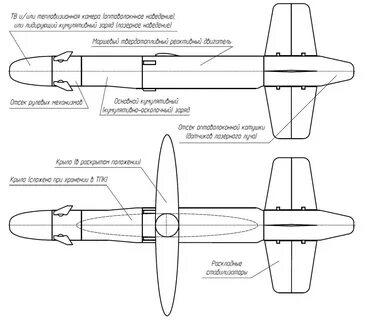 ТВ и/или тепловизионная камера (оптоволоконное наведение),
или лидирующий кумулятивный заряд (лазерное наведение)
Маршевый твердотопливный реактивный двигатель
Отсек рулевых механизмов
Основной кумулятивный
(кумулятивно-осколочный) заряд
Отсек оптоволоконной катушки
(датчиков лазерного луча)
Крыло (в раскрытом положении)
Крыло (сложено при хранении в ТПК)
Раскладные
стабилизаторы